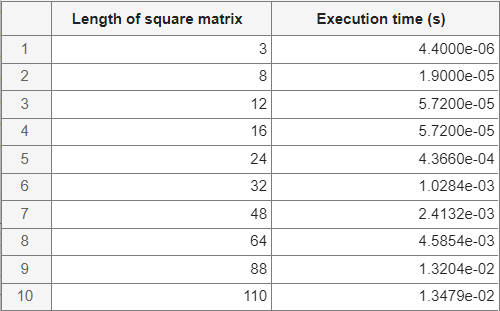 Length of square matrix Execution time (s)
1 3 4.4000e-06
2 8 1.9000e-05
3 12 5.7200e-05
4 16 5.7200e-05
5 24 4.3660e-04
6 32 1.0284e-03
7 48 2.4132e-03
8 64 4.5854e-03
9 88 1.3204e-02
10 110 1.3479e-02